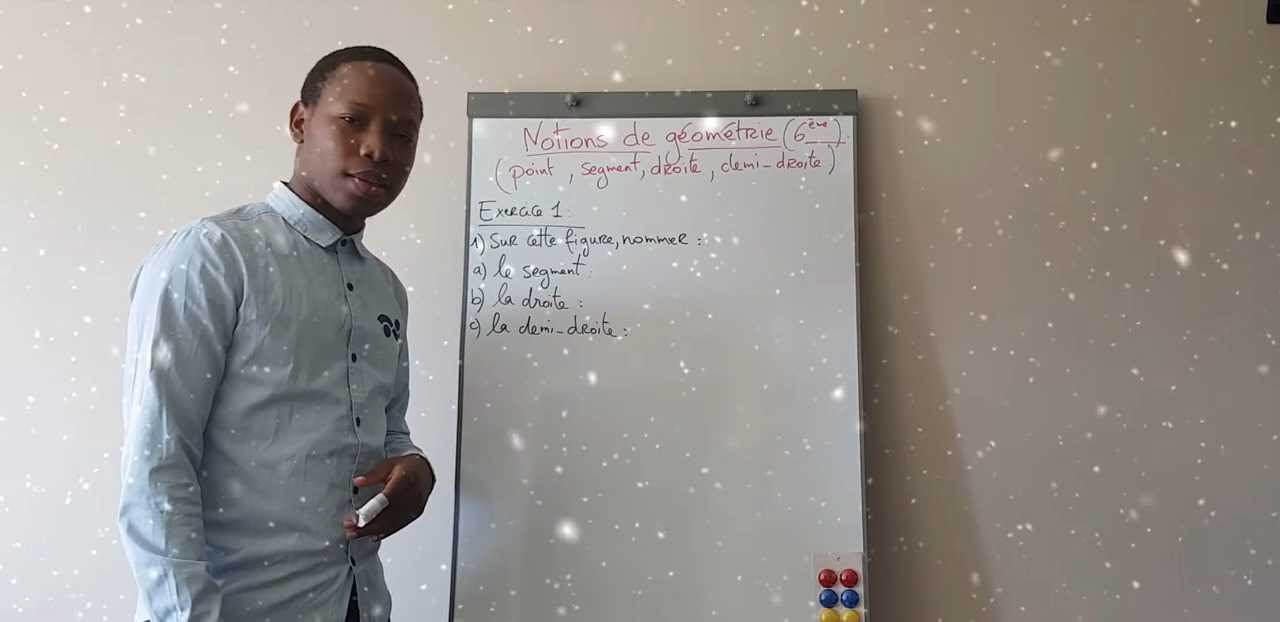 Notions de géométrie (6ème).
(point, segment, droite, demi-droite)
Exercice 1:
1) Sur cette figure, nommer :
a) le segment:
b) la droite :
c) la demi-droite: